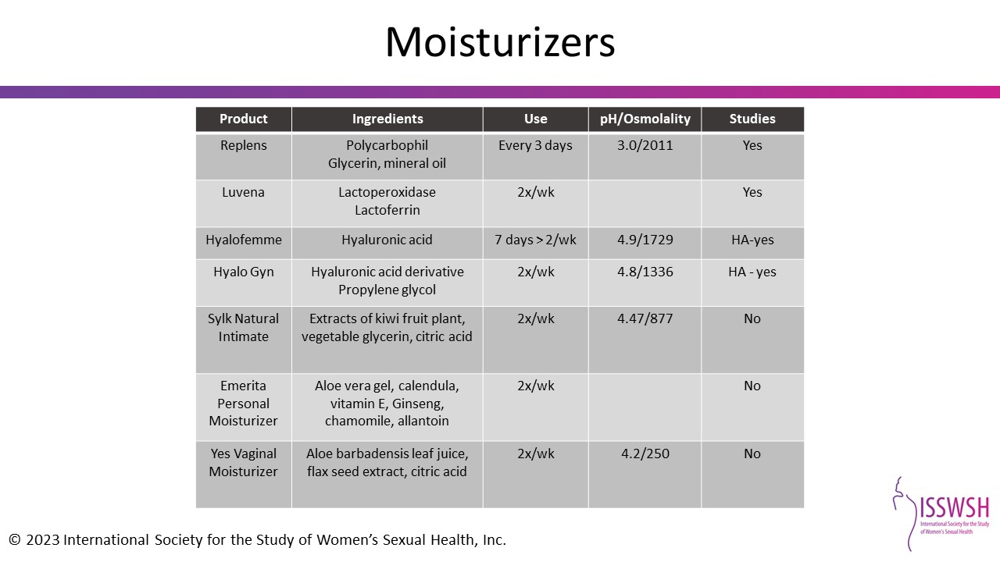 Moisturizers
Product Ingredients Use pH/Osmolality Studies
Replens Polycarbophil Every 3 days 3.0/2011 Yes
Glycerin, mineral oil
Luvena Lactoperoxidase 2x/wk Yes
Lactoferrin
Hyalofemme Hyaluronic acid 7 days > 2/wk 4.9/1729 HA-yes
Hyalo Gyn Hyaluronic acid derivative 2x/wk 4.8/1336 HA - yes
Propylene glycol
Sylk Natural Extracts of kiwi fruit plant, 2x/wk 4.47/877 No
Intimate vegetable glycerin, citric acid
Emerita Aloe vera gel, calendula, 2x/wk No
Personal vitamin E, Ginseng,
Moisturizer chamomile, allantoin
Yes Vaginal Aloe barbadensis leaf juice, 2x/wk 4.2/250 No
Moisturizer flax seed extract, citric acid
ISSWSH
International Society for the Study
of Women's Sexual Health
© 2023 International Society for the Study of Women’s Sexual Health, Inc.